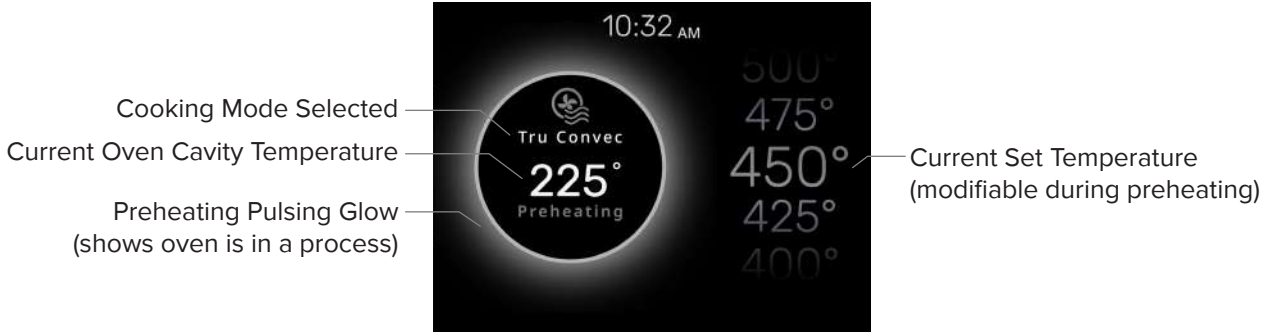 10:32 AM
500°
475°
450°
425°
400°
Tru Convec
225°
Preheating
Cooking Mode Selected
Current Oven Cavity Temperature
Preheating Pulsing Glow
(shows oven is in a process)
Current Set Temperature
(modifiable during preheating)